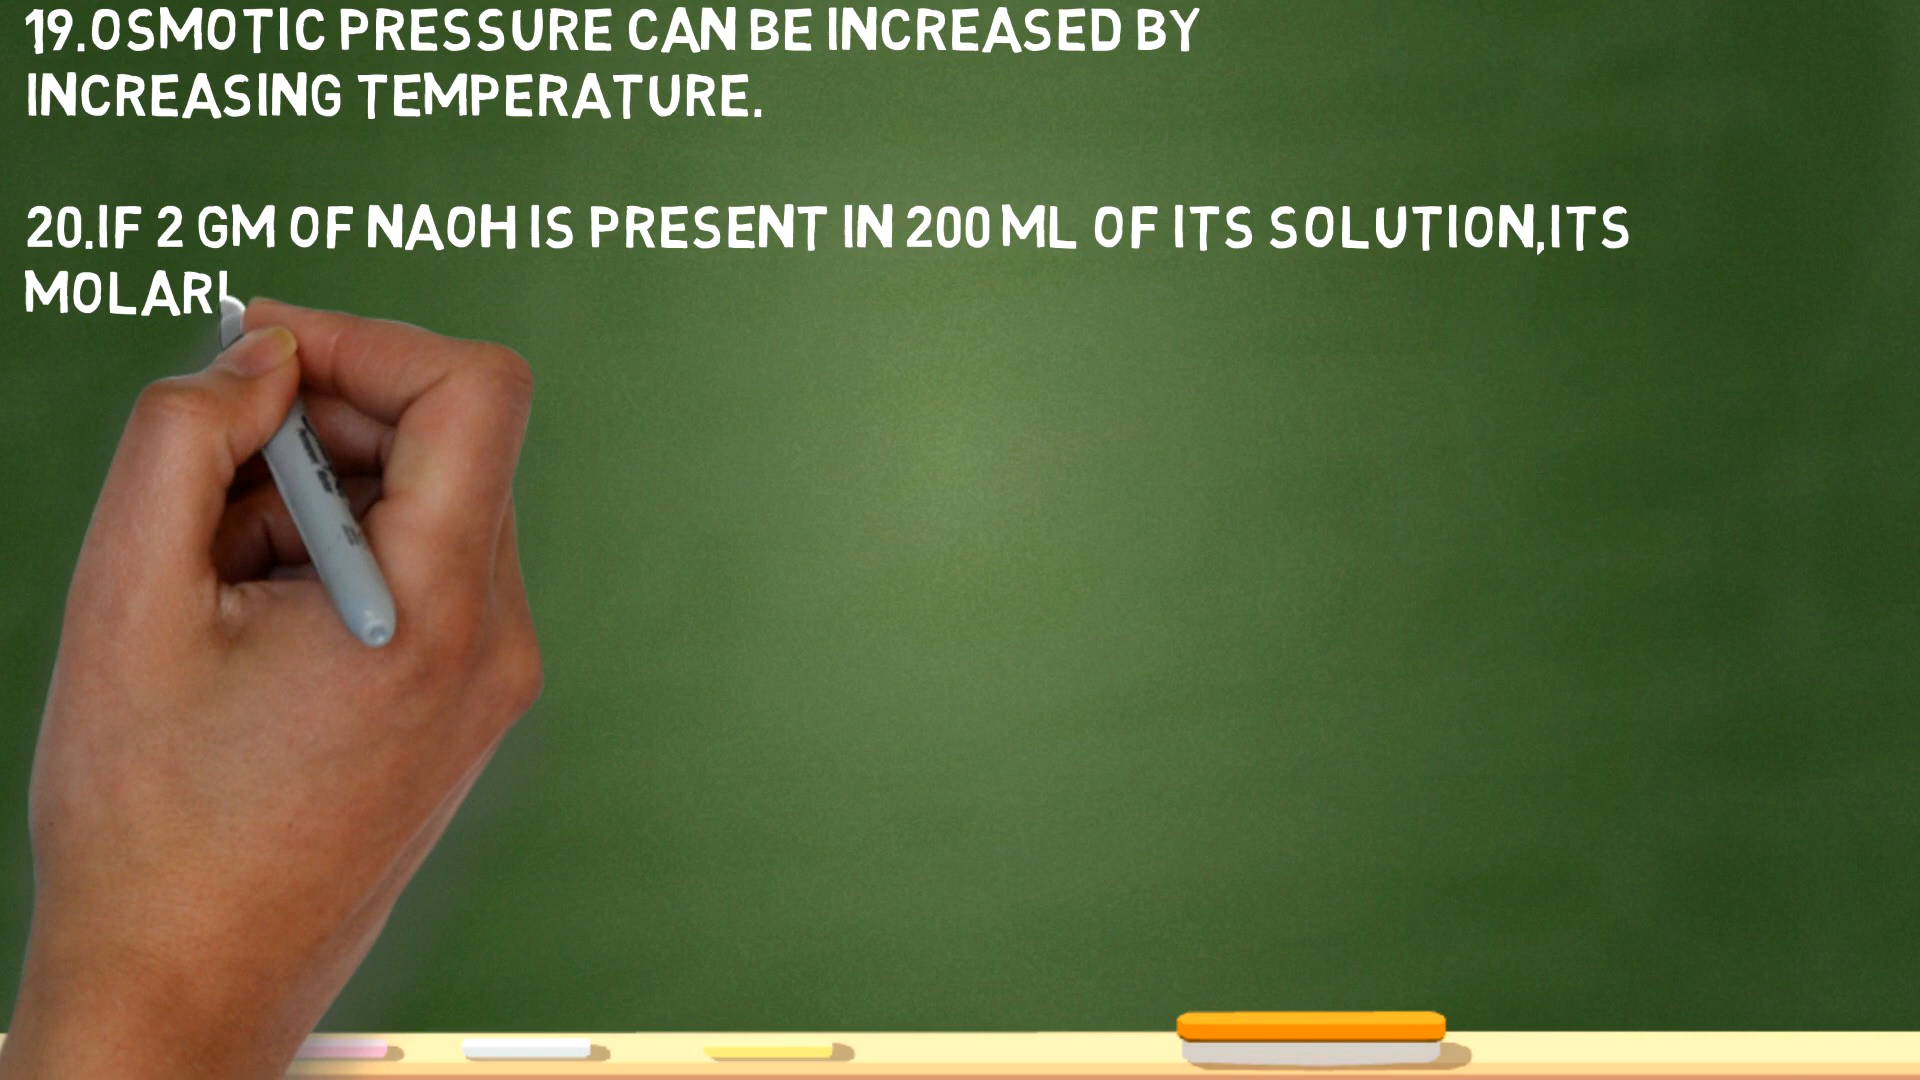 19.OSMOTIC PRESSURE CAN BE INCREASED BY
INCREASING TEMPERATURE.
20.IF 2 GM OF NAOH IS PRESENT IN 200 ML OF ITS SOLUTION,ITS
MOLARI